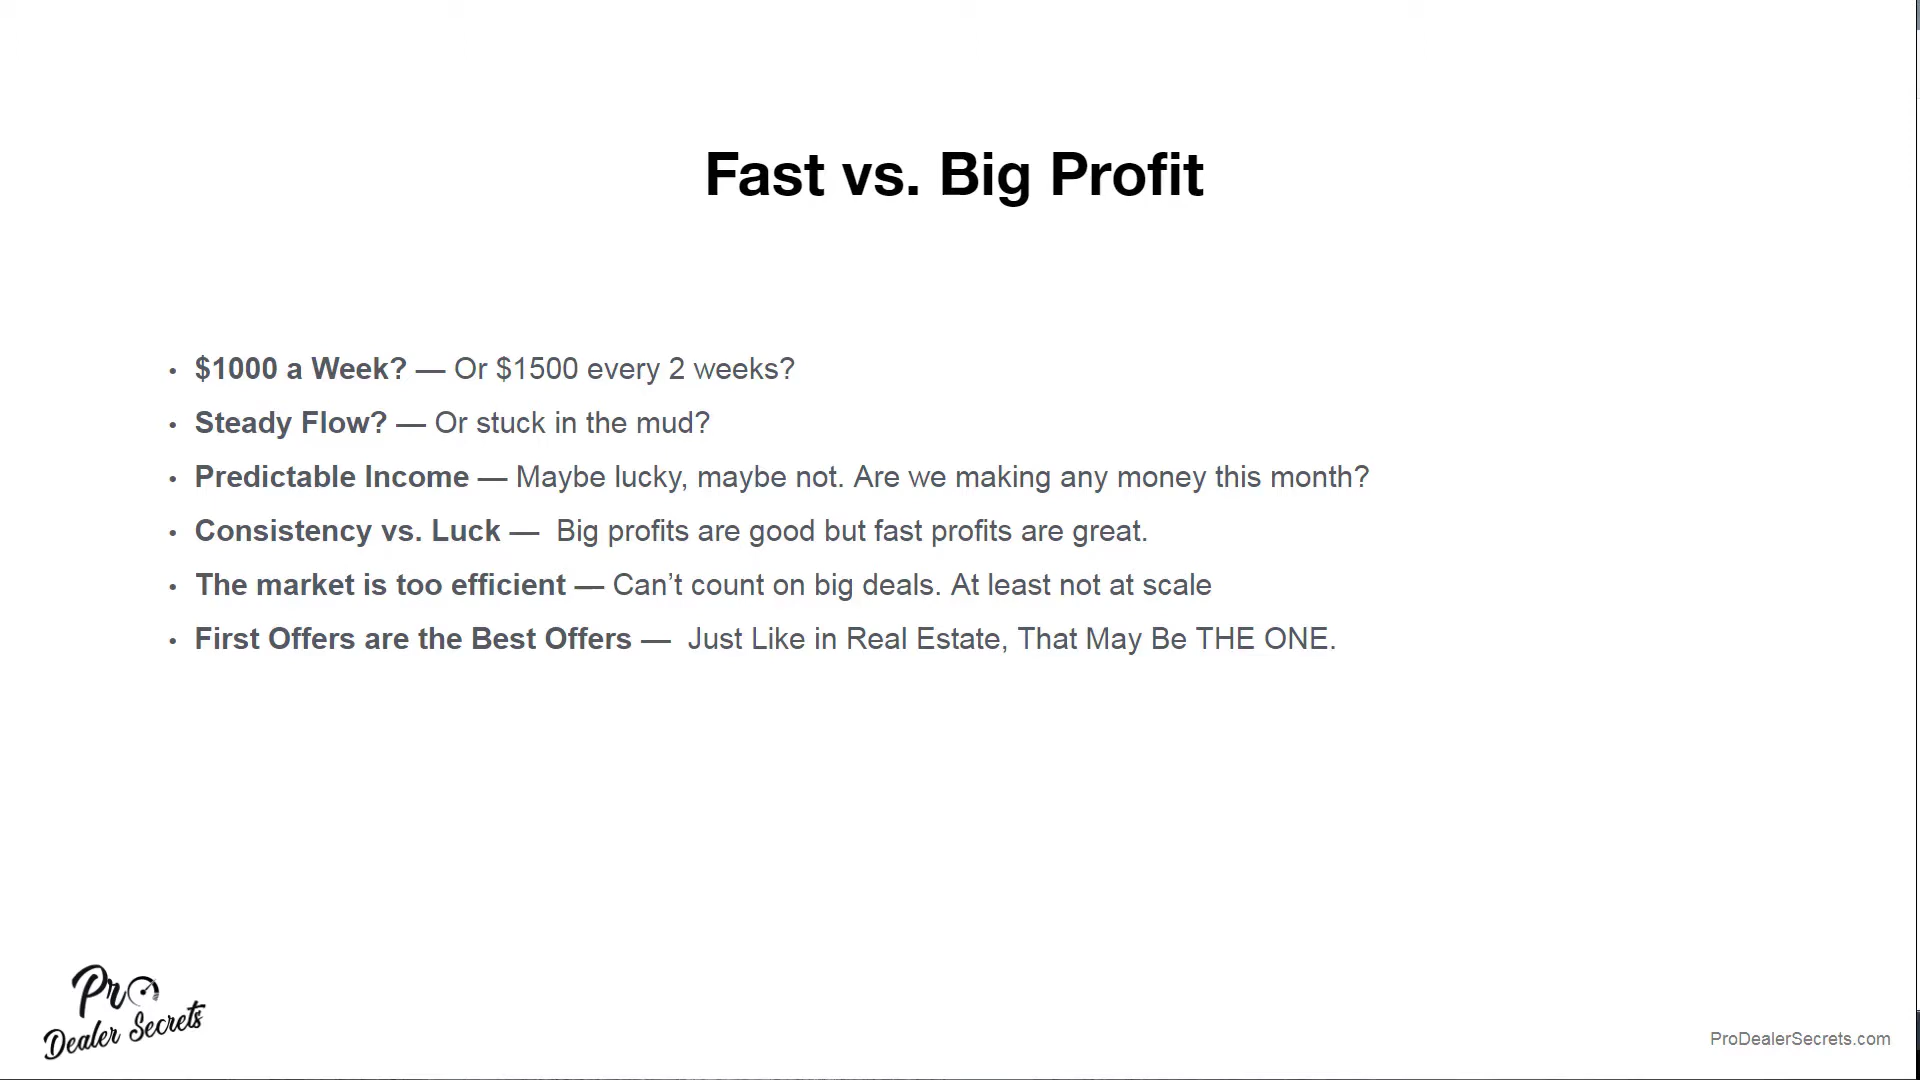 Fast vs. Big Profit
• $1000 a Week? — Or $1500 every 2 weeks?
• Steady Flow? — Or stuck in the mud?
• Predictable Income — Maybe lucky, maybe not. Are we making any money this month?
• Consistency vs. Luck —  Big profits are good but fast profits are great.
• The market is too efficient — Can’t count on big deals. At least not at scale
• First Offers are the Best Offers —  Just Like in Real Estate, That May Be THE ONE.
Pro
Dealer Secrets
ProDealerSecrets.com